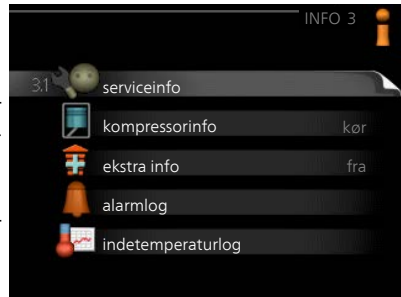 INFO 3
3.1 serviceinfo
kompressorinfo kør
ekstra info fra
alarmlog
indetemperaturlog